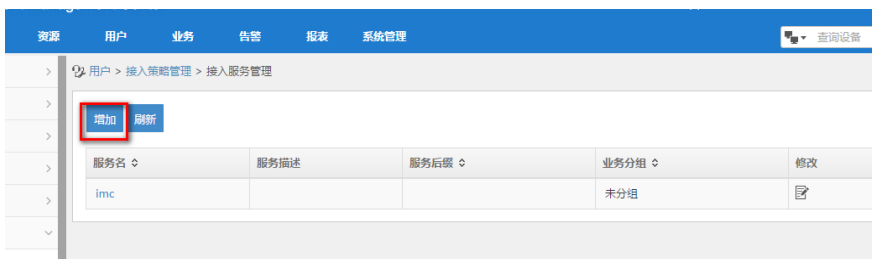 资源 用户 业务 告警 报表 系统管理 查询设备
用户 > 接入策略管理 > 接入服务管理
增加 刷新
服务名 服务描述 服务后缀 业务分组 修改
imc 未分组